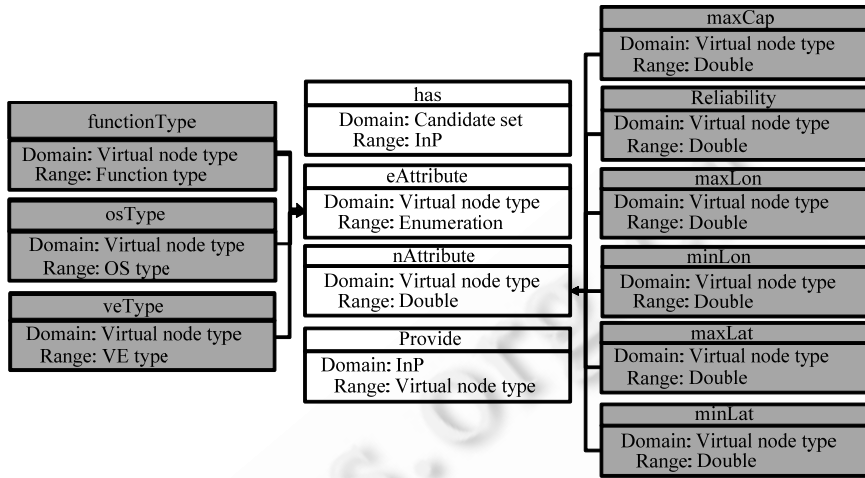 functionType
Domain: Virtual node type
Range: Function type
osType
Domain: Virtual node type
Range: OS type
veType
Domain: Virtual node type
Range: VE type
has
Domain: Candidate set
Range: InP
eAttribute
Domain: Virtual node type
Range: Enumeration
nAttribute
Domain: Virtual node type
Range: Double
Provide
Domain: InP
Range: Virtual node type
maxCap
Domain: Virtual node type
Range: Double
Reliability
Domain: Virtual node type
Range: Double
maxLon
Domain: Virtual node type
Range: Double
minLon
Domain: Virtual node type
Range: Double
maxLat
Domain: Virtual node type
Range: Double
minLat
Domain: Virtual node type
Range: Double